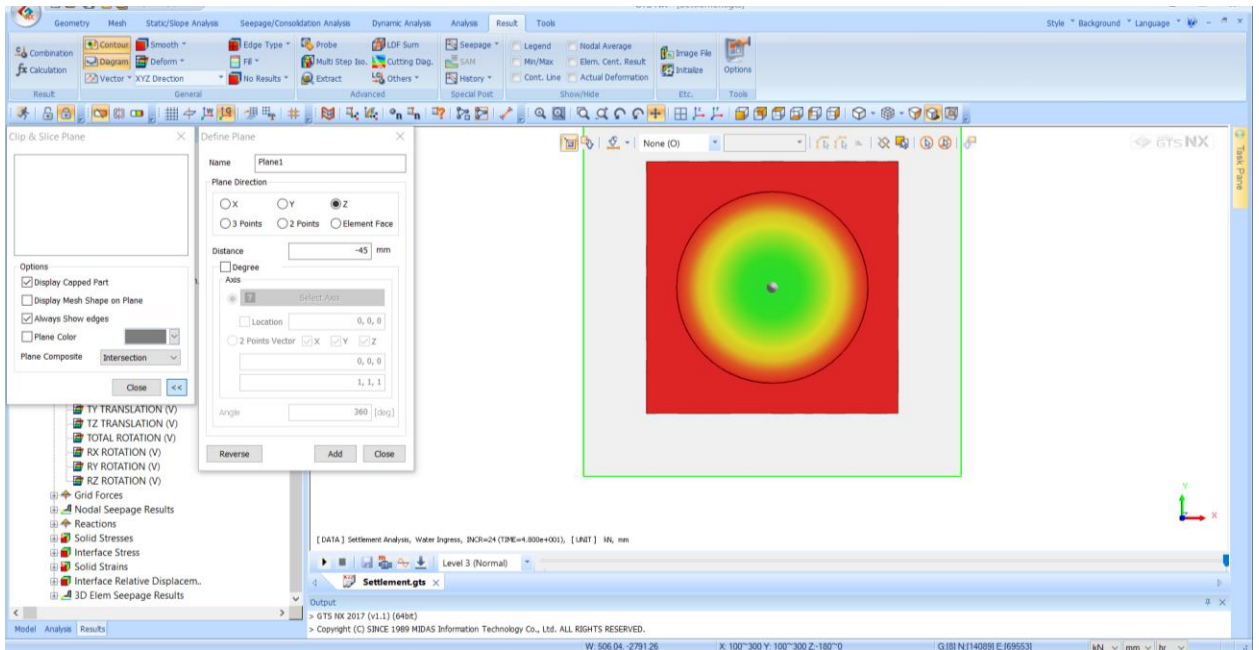 Geometry Mesh Static/Slope Analysis Seepage/Consolidation Analysis Dynamic Analysis Analysis Result Tools Style Background Language
Combination Contour Smooth Edge Type Probe LDF Sum Seepage Legend Nodal Average
Calculation Diagram Deform Fill Multi Step Iso. Cutting Diag. SAM Min/Max Elem. Cent. Result Image File Initialize Options
Vector XYZ Direction No Results Extract Others History Cont. Line Actual Deformation
Result General Advanced Special Post Show/Hide Etc. Tools
Clip & Slice Plane
Options
Display Capped Part
Display Mesh Shape on Plane
Always Show edges
Plane Color
Plane Composite Intersection
Close <<
Define Plane
Name Plane1
Plane Direction
X Y Z
3 Points 2 Points Element Face
Distance -45 mm
Degree
Axis
? Select Axis
Location 0, 0, 0
2 Points Vector X Y Z
0, 0, 0
1, 1, 1
Angle 360 [deg]
Reverse Add Close
None (O)
GTS NX
Task Pane
TY TRANSLATION (V)
TZ TRANSLATION (V)
TOTAL ROTATION (V)
RX ROTATION (V)
RY ROTATION (V)
RZ ROTATION (V)
Grid Forces
Nodal Seepage Results
Reactions
Solid Stresses
Interface Stress
Solid Strains
Interface Relative Displacem..
3D Elem Seepage Results
Model Analysis Results
Y
X
[ DATA ] Settlement Analysis, Water Ingress, INCR=24 (TIME=4.800e+001), [ UNIT ] kN, mm
Level 3 (Normal)
Settlement.gts
Output
> GTS NX 2017 (v1.1) (64bit)
> Copyright (C) SINCE 1989 MIDAS Information Technology Co., Ltd. ALL RIGHTS RESERVED.
W: 506.04, -2791.26 X: 100~300 Y: 100~300 Z:-180~0 G:[8] N:[14089] E:[69553] kN mm hr